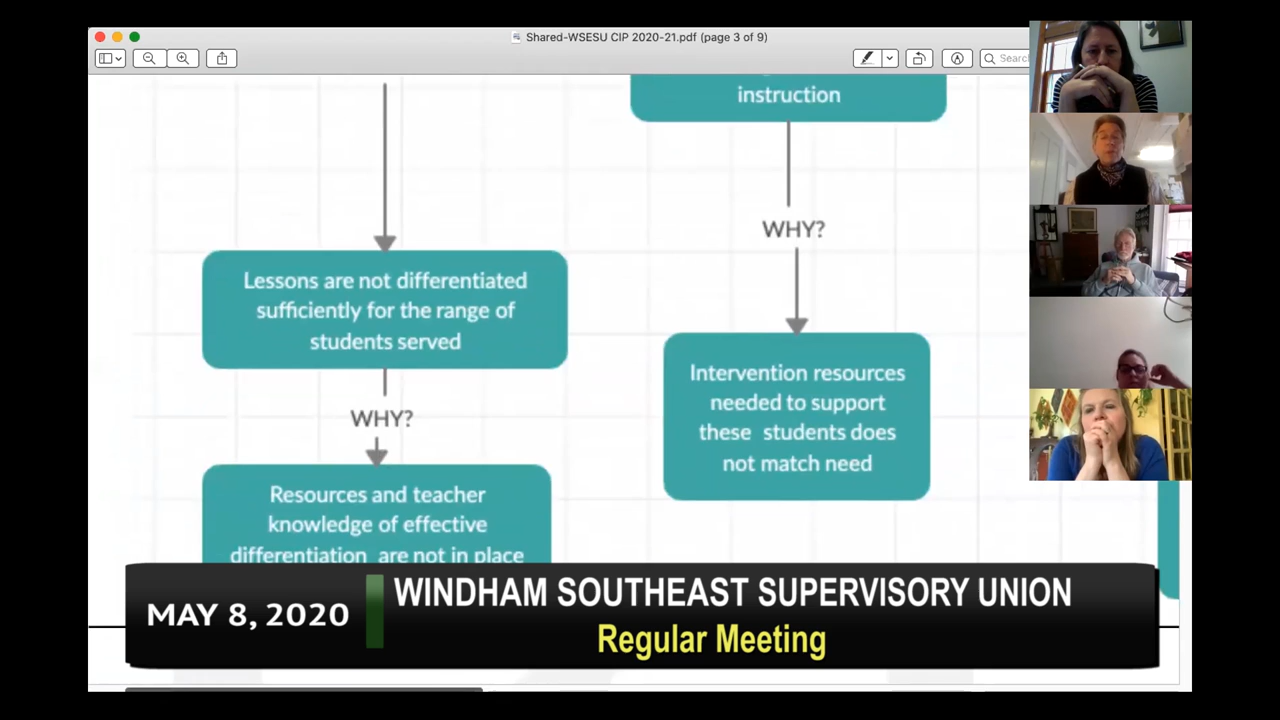 Shared-WSESU CIP 2020-21.pdf (page 3 of 9)
Search
instruction
WHY?
Lessons are not differentiated
sufficiently for the range of
students served
WHY?
Intervention resources
needed to support
these students does
not match need
Resources and teacher
knowledge of effective
differentiation are not in place
MAY 8, 2020
WINDHAM SOUTHEAST SUPERVISORY UNION
Regular Meeting